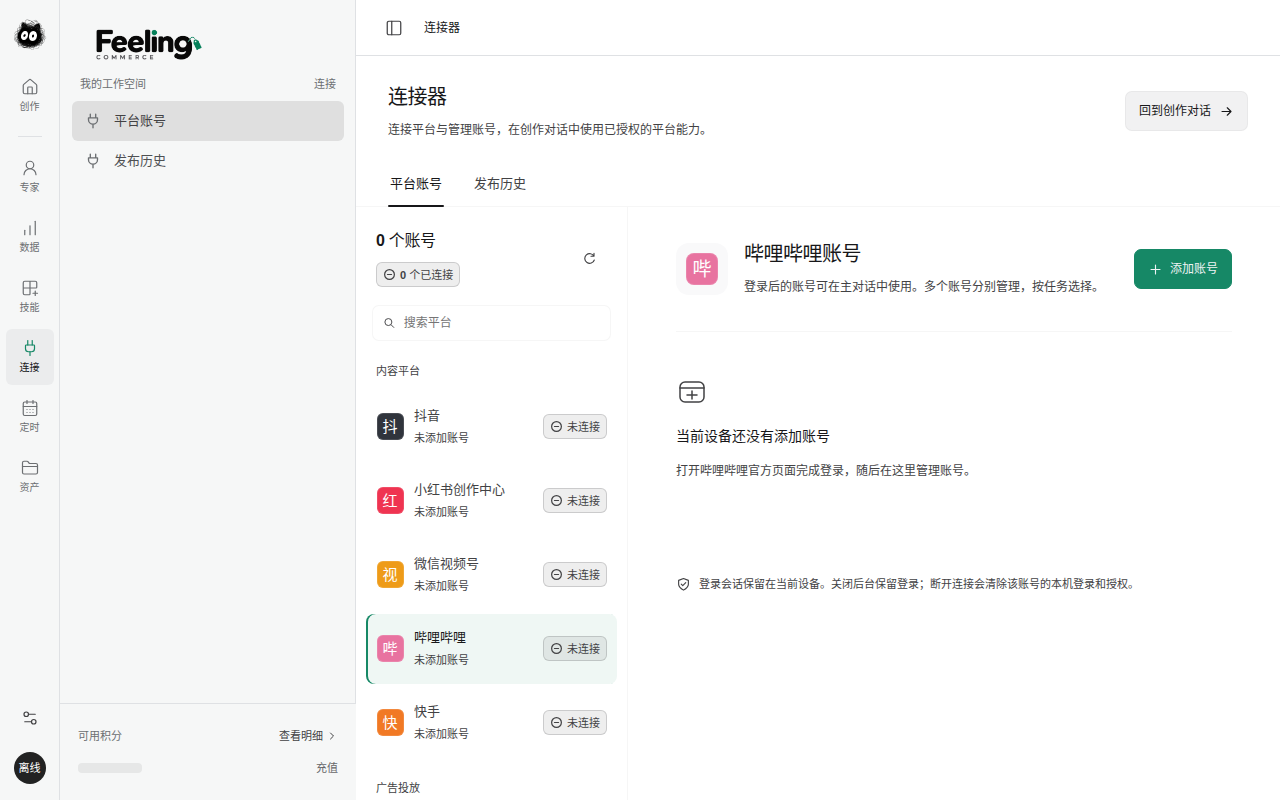 创作
专家
数据
技能
连接
定时
资产
离线
Feeling
COMMERCE
我的工作空间
连接
平台账号
发布历史
可用积分
查看明细
充值
连接器
连接器
连接平台与管理账号，在创作对话中使用已授权的平台能力。
回到创作对话
平台账号
发布历史
0 个账号
0 个已连接
搜索平台
内容平台
抖
抖音
未添加账号
未连接
红
小红书创作中心
未添加账号
未连接
视
微信视频号
未添加账号
未连接
哔
哔哩哔哩
未添加账号
未连接
快
快手
未添加账号
未连接
广告投放
哔
哔哩哔哩账号
登录后的账号可在主对话中使用。多个账号分别管理，按任务选择。
添加账号
当前设备还没有添加账号
打开哔哩哔哩官方页面完成登录，随后在这里管理账号。
登录会话保留在当前设备。关闭后台保留登录；断开连接会清除该账号的本机登录和授权。